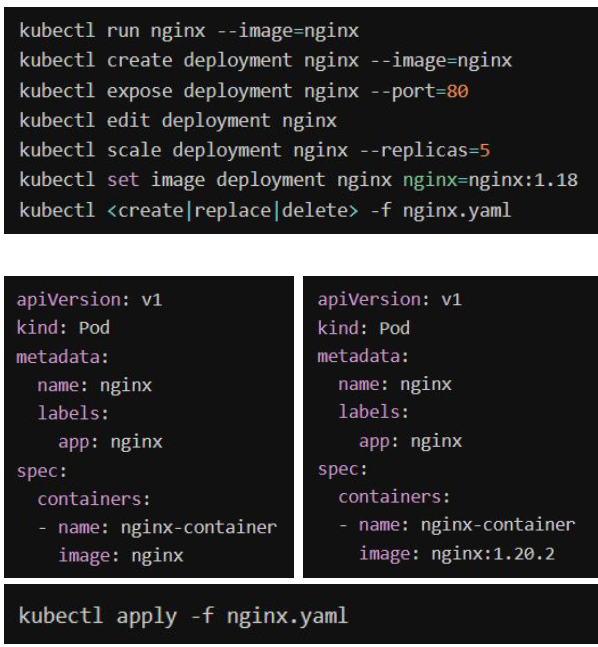 kubectl run nginx --image=nginx
kubectl create deployment nginx --image=nginx
kubectl expose deployment nginx --port=80
kubectl edit deployment nginx
kubectl scale deployment nginx --replicas=5
kubectl set image deployment nginx nginx=nginx:1.18
kubectl <create|replace|delete> -f nginx.yaml
apiVersion: v1
kind: Pod
metadata:
  name: nginx
  labels:
    app: nginx
spec:
  containers:
  - name: nginx-container
    image: nginx
apiVersion: v1
kind: Pod
metadata:
  name: nginx
  labels:
    app: nginx
spec:
  containers:
  - name: nginx-container
    image: nginx:1.20.2
kubectl apply -f nginx.yaml